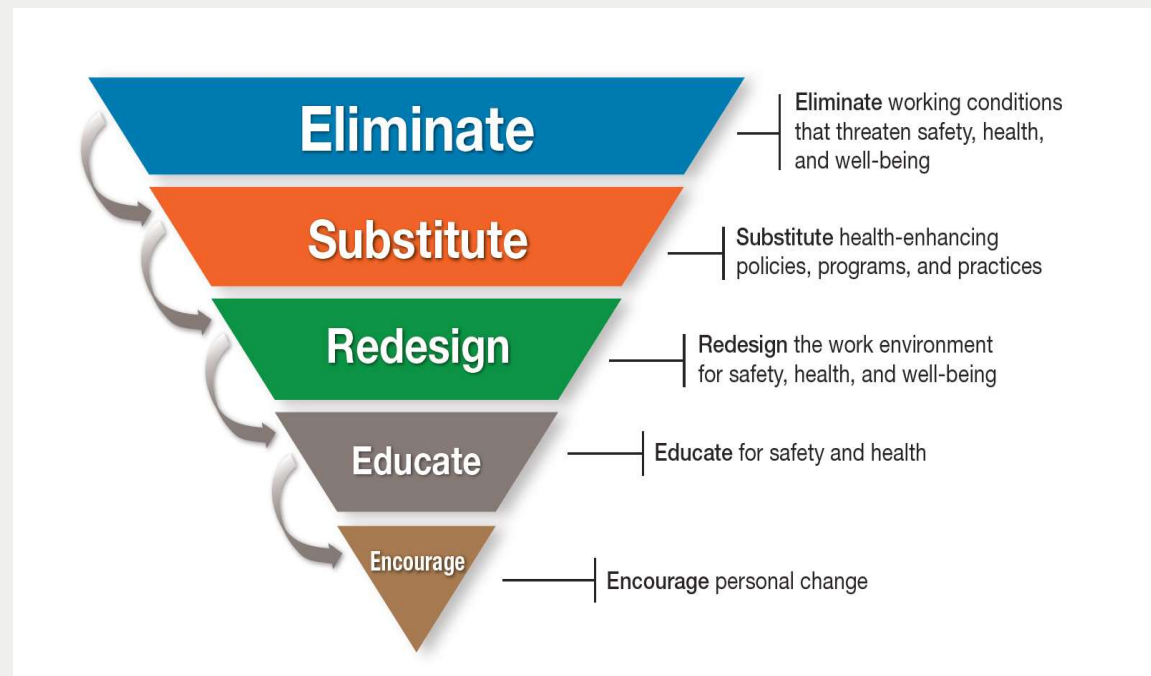 Eliminate
Eliminate working conditions
that threaten safety, health,
and well-being
Substitute
Substitute health-enhancing
policies, programs, and practices
Redesign
Redesign the work environment
for safety, health, and well-being
Educate
Educate for safety and health
Encourage
Encourage personal change